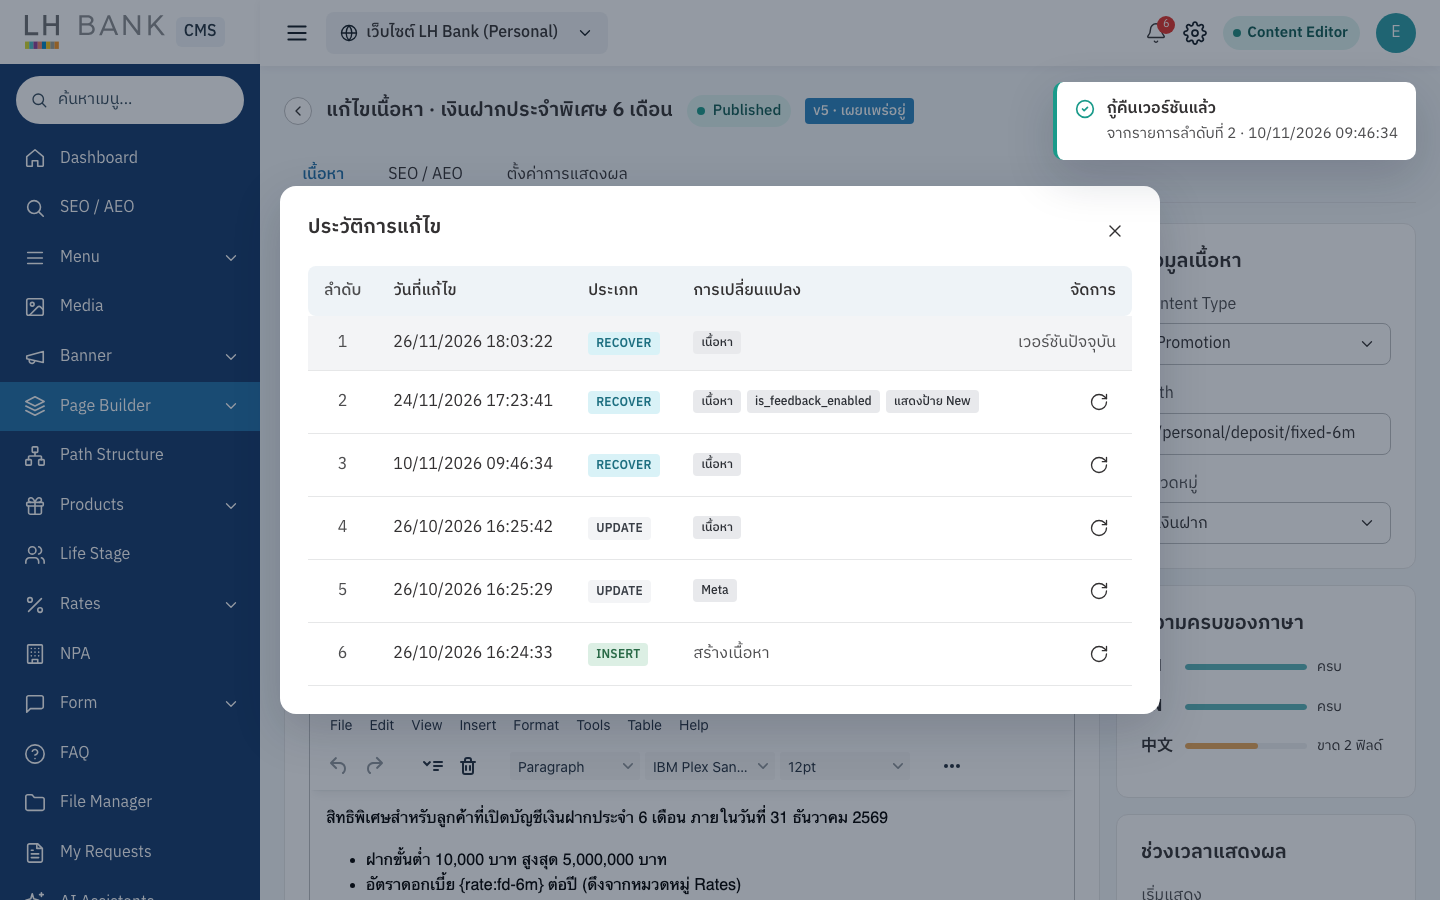 LH BANK CMS
เว็บไซต์ LH Bank (Personal)
6
Content Editor
E
ค้นหาเมนู...
Dashboard
SEO / AEO
Menu
Media
Banner
Page Builder
Path Structure
Products
Life Stage
Rates
NPA
Form
FAQ
File Manager
My Requests
AI Assistants
แก้ไขเนื้อหา · เงินฝากประจำพิเศษ 6 เดือน
Published
v5 · เผยแพร่อยู่
กู้คืนเวอร์ชันแล้ว
จากรายการลำดับที่ 2 · 10/11/2026 09:46:34
เนื้อหา SEO / AEO ตั้งค่าการแสดงผล
ประวัติการแก้ไข
ลำดับ วันที่แก้ไข ประเภท การเปลี่ยนแปลง จัดการ
1 26/11/2026 18:03:22 RECOVER เนื้อหา เวอร์ชันปัจจุบัน
2 24/11/2026 17:23:41 RECOVER เนื้อหา is_feedback_enabled แสดงป้าย New
3 10/11/2026 09:46:34 RECOVER เนื้อหา
4 26/10/2026 16:25:42 UPDATE เนื้อหา
5 26/10/2026 16:25:29 UPDATE Meta
6 26/10/2026 16:24:33 INSERT สร้างเนื้อหา
File Edit View Insert Format Tools Table Help
Paragraph IBM Plex San... 12pt
สิทธิพิเศษสำหรับลูกค้าที่เปิดบัญชีเงินฝากประจำ 6 เดือน ภายในวันที่ 31 ธันวาคม 2569
• ฝากขั้นต่ำ 10,000 บาท สูงสุด 5,000,000 บาท
• อัตราดอกเบี้ย {rate:fd-6m} ต่อปี (ดึงจากหมวดหมู่ Rates)
อมูลเนื้อหา
ntent Type
Promotion
th
/personal/deposit/fixed-6m
วดหมู่
งินฝาก
วามครบของภาษา
ครบ
ครบ
中文 ขาด 2 ฟิลด์
ช่วงเวลาแสดงผล
เริ่มแสดง